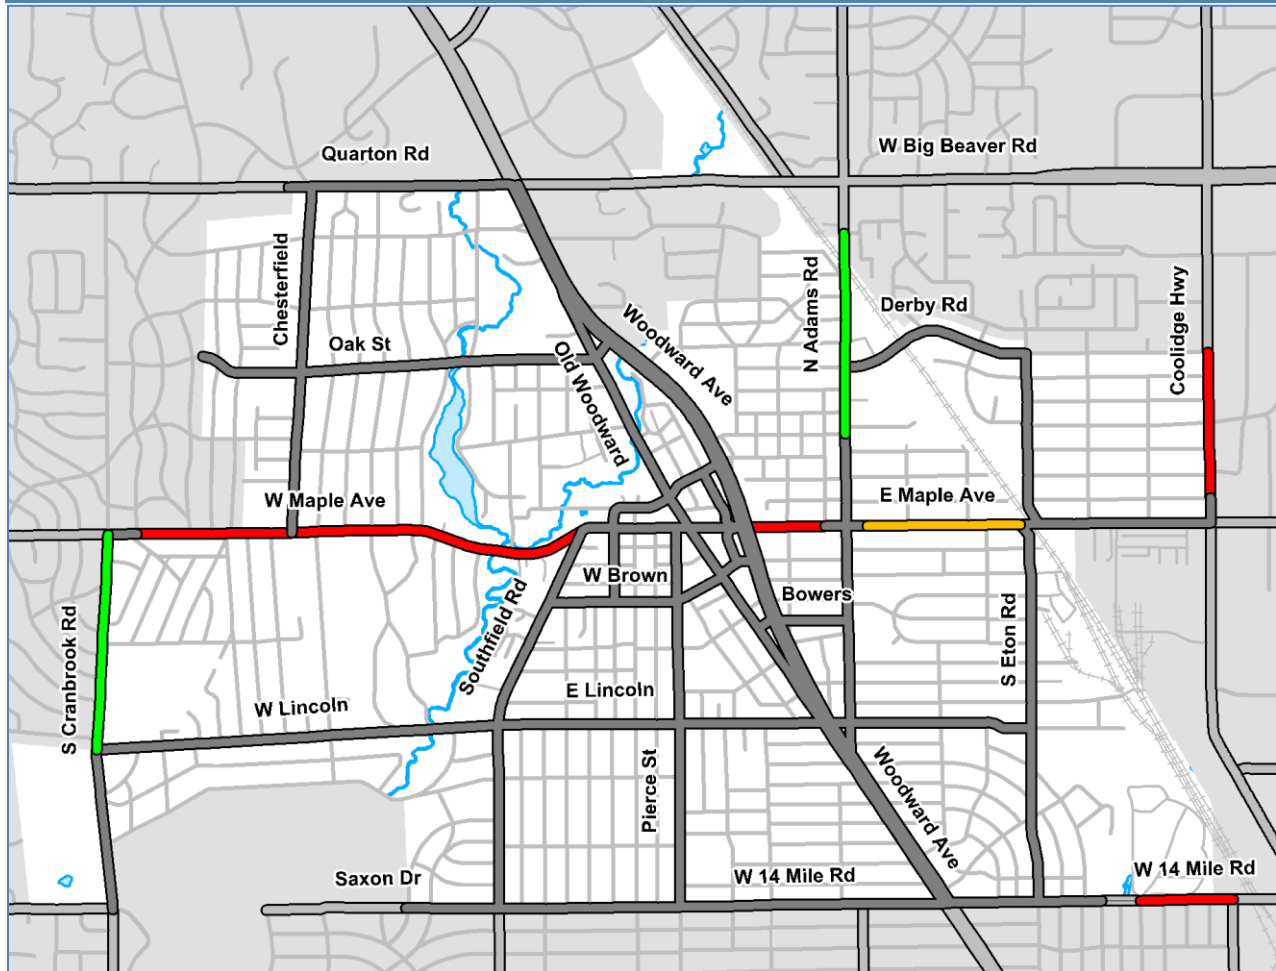 Quarton Rd
W Big Beaver Rd
Chesterfield
N Adams Rd
Coolidge Hwy
Derby Rd
Woodward Ave
Oak St
Old Woodward
W Maple Ave
E Maple Ave
W Brown
Bowers
S Cranbrook Rd
Southfield Rd
S Eton Rd
E Lincoln
W Lincoln
Pierce St
Woodward Ave
Saxon Dr
W 14 Mile Rd
W 14 Mile Rd